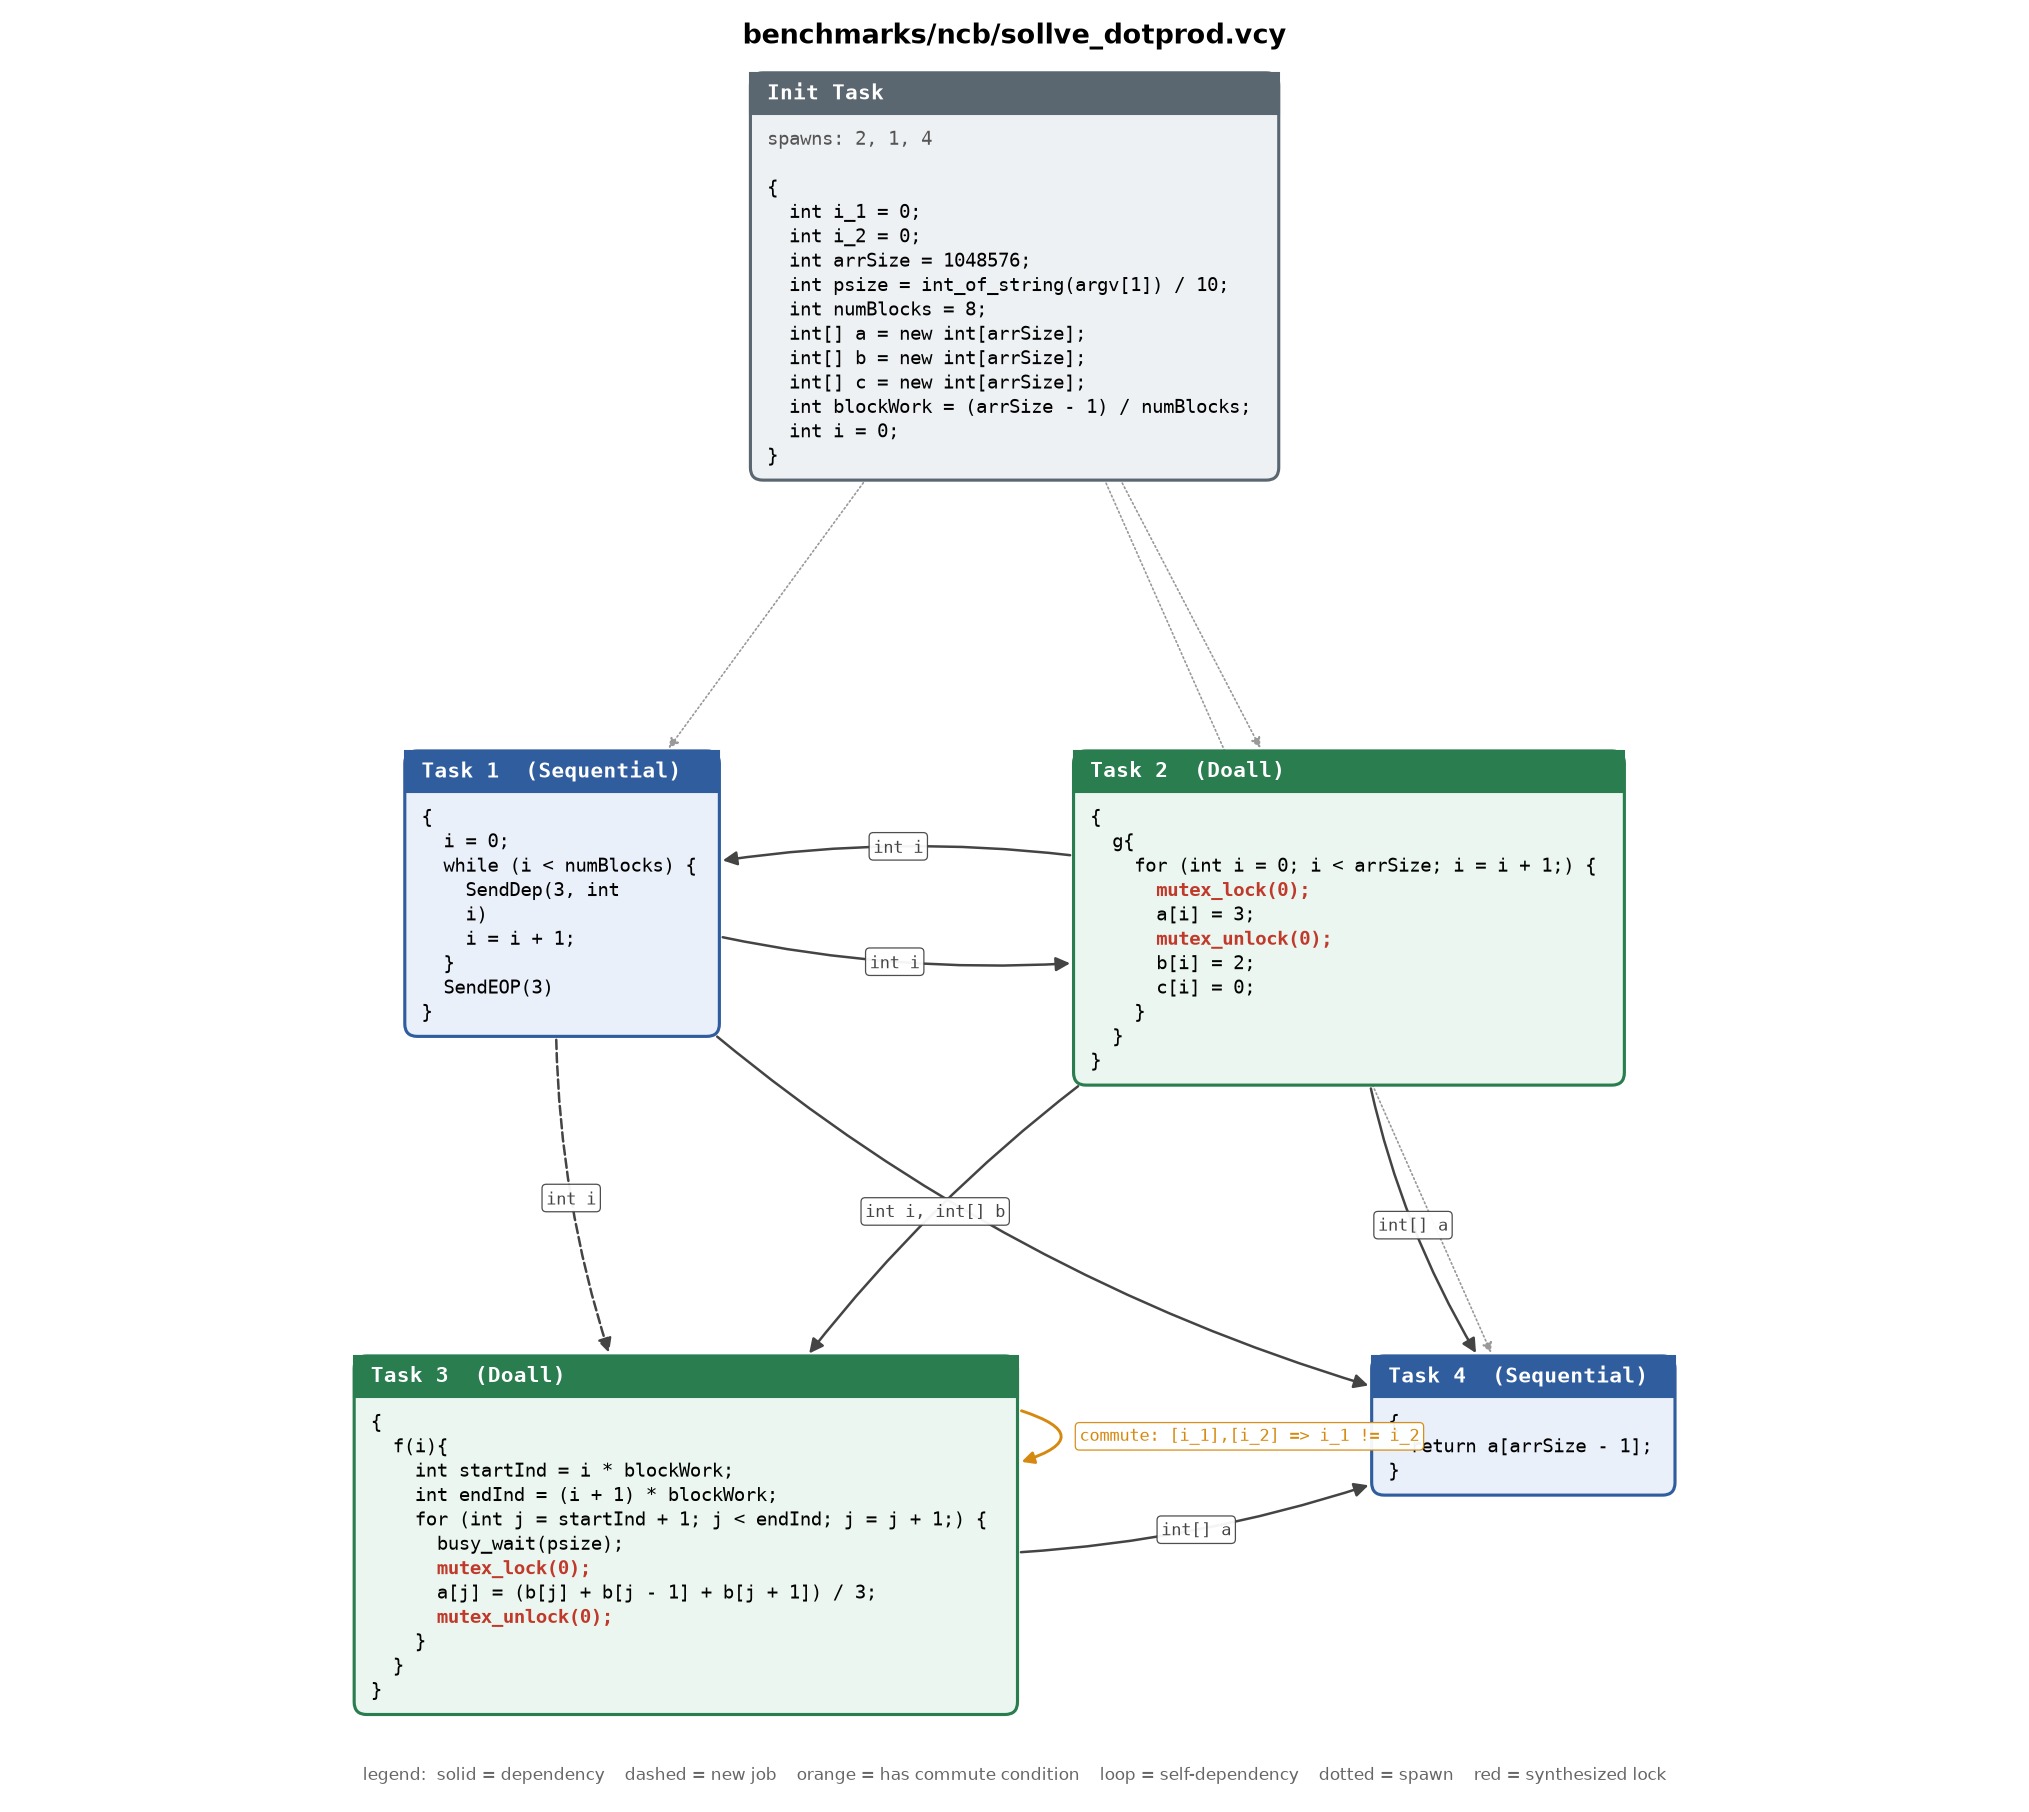 benchmarks/ncb/sollve_dotprod.vcy
Init Task
spawns: 2, 1, 4
{
  int i_1 = 0;
  int i_2 = 0;
  int arrSize = 1048576;
  int psize = int_of_string(argv[1]) / 10;
  int numBlocks = 8;
  int[] a = new int[arrSize];
  int[] b = new int[arrSize];
  int[] c = new int[arrSize];
  int blockWork = (arrSize - 1) / numBlocks;
  int i = 0;
}
Task 1  (Sequential)
{
  i = 0;
  while (i < numBlocks) {
    SendDep(3, int
    i)
    i = i + 1;
  }
  SendEOP(3)
}
int i
int i
Task 2  (Doall)
{
  g{
    for (int i = 0; i < arrSize; i = i + 1;) {
      mutex_lock(0);
      a[i] = 3;
      mutex_unlock(0);
      b[i] = 2;
      c[i] = 0;
    }
  }
}
int i
int i, int[] b
int[] a
Task 3  (Doall)
{
  f(i){
    int startInd = i * blockWork;
    int endInd = (i + 1) * blockWork;
    for (int j = startInd + 1; j < endInd; j = j + 1;) {
      busy_wait(psize);
      mutex_lock(0);
      a[j] = (b[j] + b[j - 1] + b[j + 1]) / 3;
      mutex_unlock(0);
    }
  }
}
commute: [i_1],[i_2] => i_1 != i_2
int[] a
Task 4  (Sequential)
{
  return a[arrSize - 1];
}
legend:  solid = dependency    dashed = new job    orange = has commute condition    loop = self-dependency    dotted = spawn    red = synthesized lock